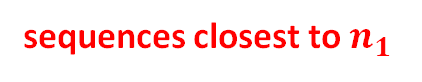 sequences closest to n₁